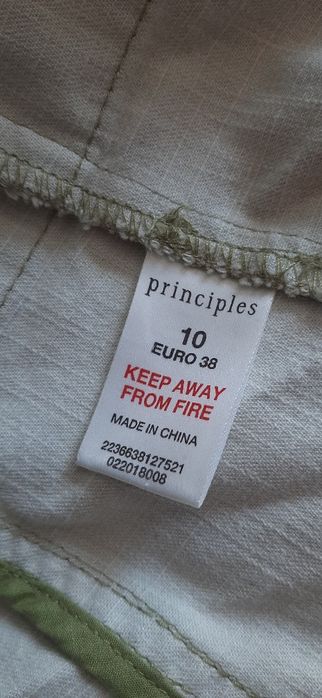 principles
10
EURO 38
KEEP AWAY
FROM FIRE
MADE IN CHINA
2236638127521
022018008